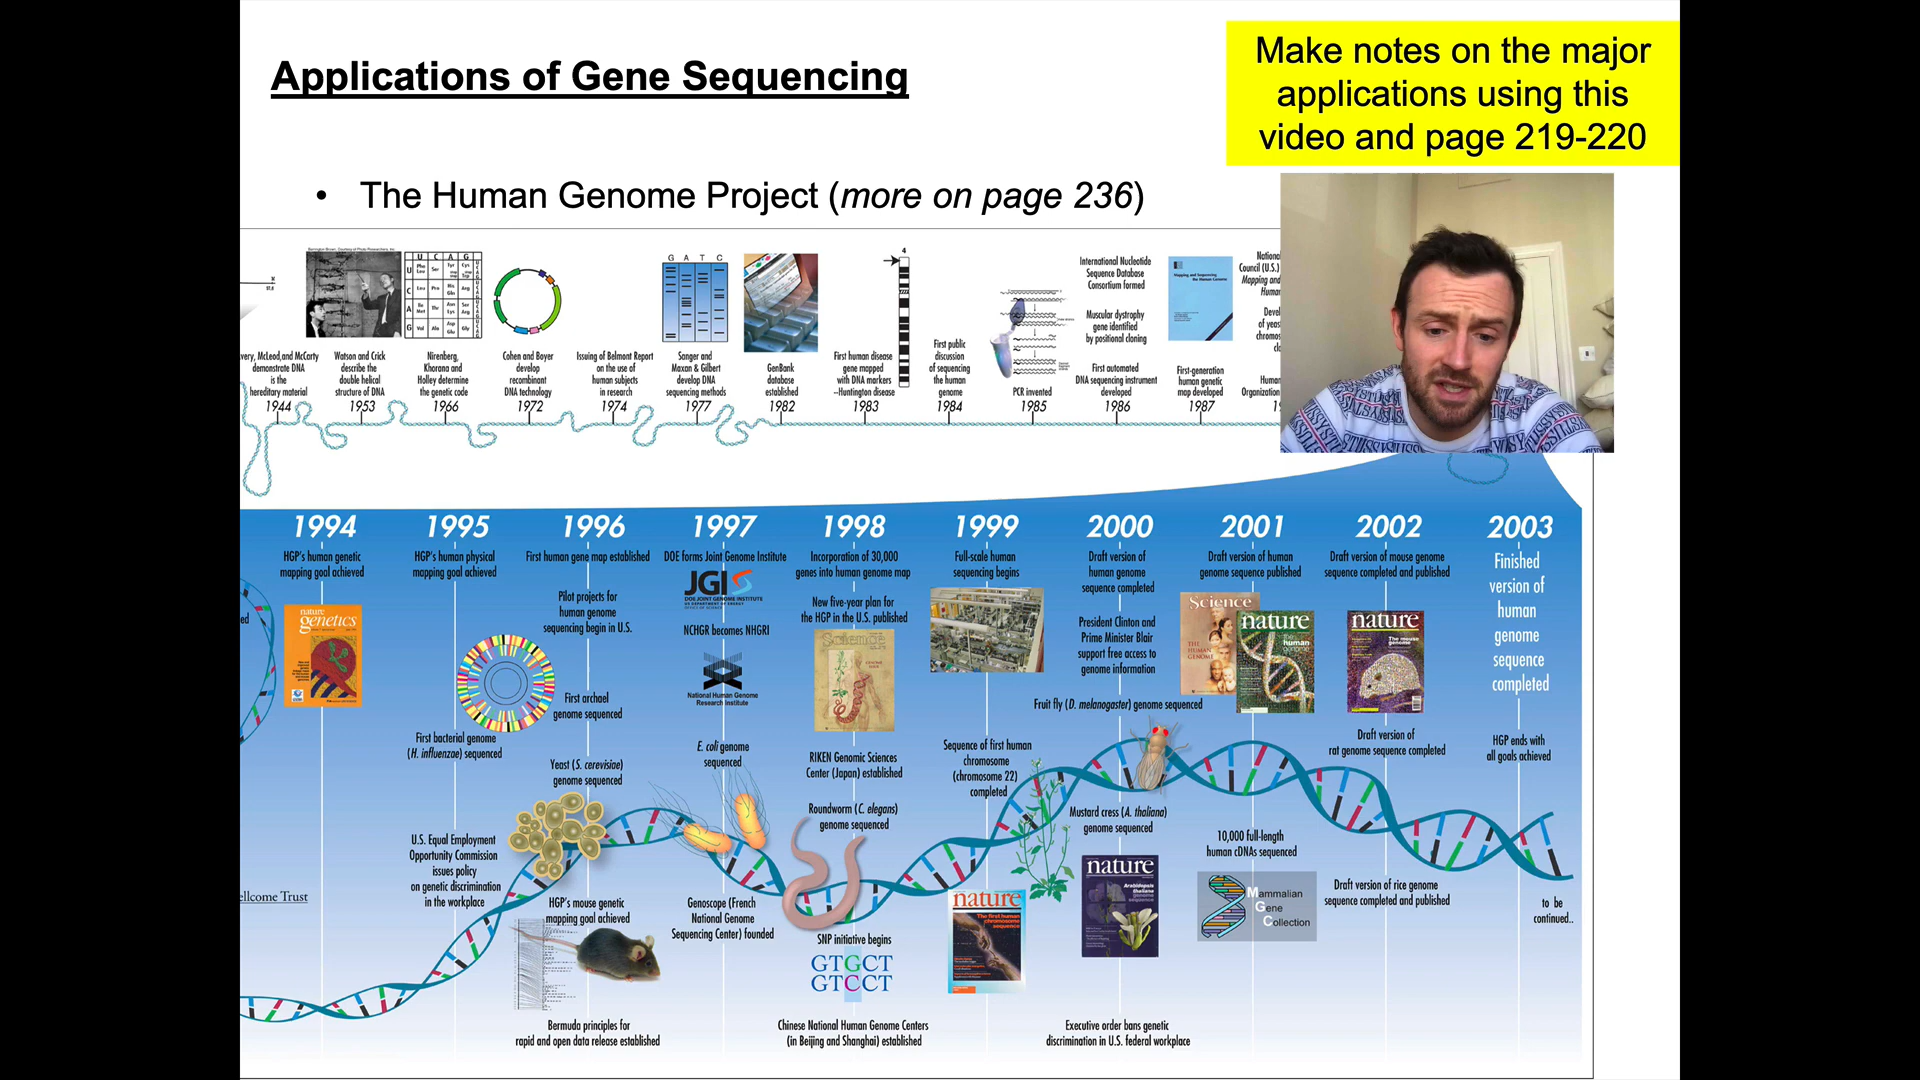 Applications of Gene Sequencing
Make notes on the major
applications using this
video and page 219-220
• The Human Genome Project (more on page 236)
very, McLeod,and McCarty
demonstrate DNA
is the
hereditary material
1944
Watson and Crick
describe the
double helical
structure of DNA
1953
U C A G
Nirenberg,
Khorana and
Holley determine
the genetic code
1966
Cohen and Boyer
develop
recombinant
DNA technology
1972
Issuing of Belmont Report
on the use of
human subjects
in research
1974
G A T C
Sanger and
Maxan & Gilbert
develop DNA
sequencing methods
1977
GenBank
database
established
1982
4
First human disease
gene mapped
with DNA markers
--Huntington disease
1983
First public
discussion
of sequencing
the human
genome
1984
PCR invented
1985
International Nucleotide
Sequence Database
Consortium formed
Muscular dystrophy
gene identified
by positional cloning
First automated
DNA sequencing instrument
developed
1986
Mapping and Sequencing
the Human Genome
First-generation
human genetic
map developed
1987
National
Council (U.S.)
Mapping and
Huma
Devel
of yeas
chromos
Human
Organization
STUSSY
1994
HGP's human genetic
mapping goal achieved
nature
genetics
1995
HGP's human physical
mapping goal achieved
First bacterial genome
(H. influenzae) sequenced
U.S. Equal Employment
Opportunity Commission
issues policy
on genetic discrimination
in the workplace
ellcome Trust
1996
First human gene map established
Pilot projects for
human genome
sequencing begin in U.S.
First archael
genome sequenced
Yeast (S. cerevisiae)
genome sequenced
HGP's mouse genetic
mapping goal achieved
Bermuda principles for
rapid and open data release established
1997
DOE forms Joint Genome Institute
JGI
DOE JOINT GENOME INSTITUTE
NCHGR becomes NHGRI
National Human Genome
Research Institute
E. coli genome
sequenced
Genoscope (French
National Genome
Sequencing Center) founded
1998
Incorporation of 30,000
genes into human genome map
New five-year plan for
the HGP in the U.S. published
Science
RIKEN Genomic Sciences
Center (Japan) established
Roundworm (C. elegans)
genome sequenced
SNP initiative begins
GTGCT
GTCCT
Chinese National Human Genome Centers
(in Beijing and Shanghai) established
1999
Full-scale human
sequencing begins
Sequence of first human
chromosome
(chromosome 22)
completed
nature
The first human
chromosome
sequence
2000
Draft version of
human genome
sequence completed
President Clinton and
Prime Minister Blair
support free access to
genome information
Fruit fly (D. melanogaster) genome sequenced
Mustard cress (A. thaliana)
genome sequenced
nature
Executive order bans genetic
discrimination in U.S. federal workplace
2001
Draft version of human
genome sequence published
Science
THE
HUMAN
GENOME
nature
the
human
genome
10,000 full-length
human cDNAs sequenced
Mammalian
Gene
Collection
2002
Draft version of mouse genome
sequence completed and published
nature
The mouse
genome
Draft version of
rat genome sequence completed
Draft version of rice genome
sequence completed and published
2003
Finished
version of
human
genome
sequence
completed
HGP ends with
all goals achieved
to be
continued..